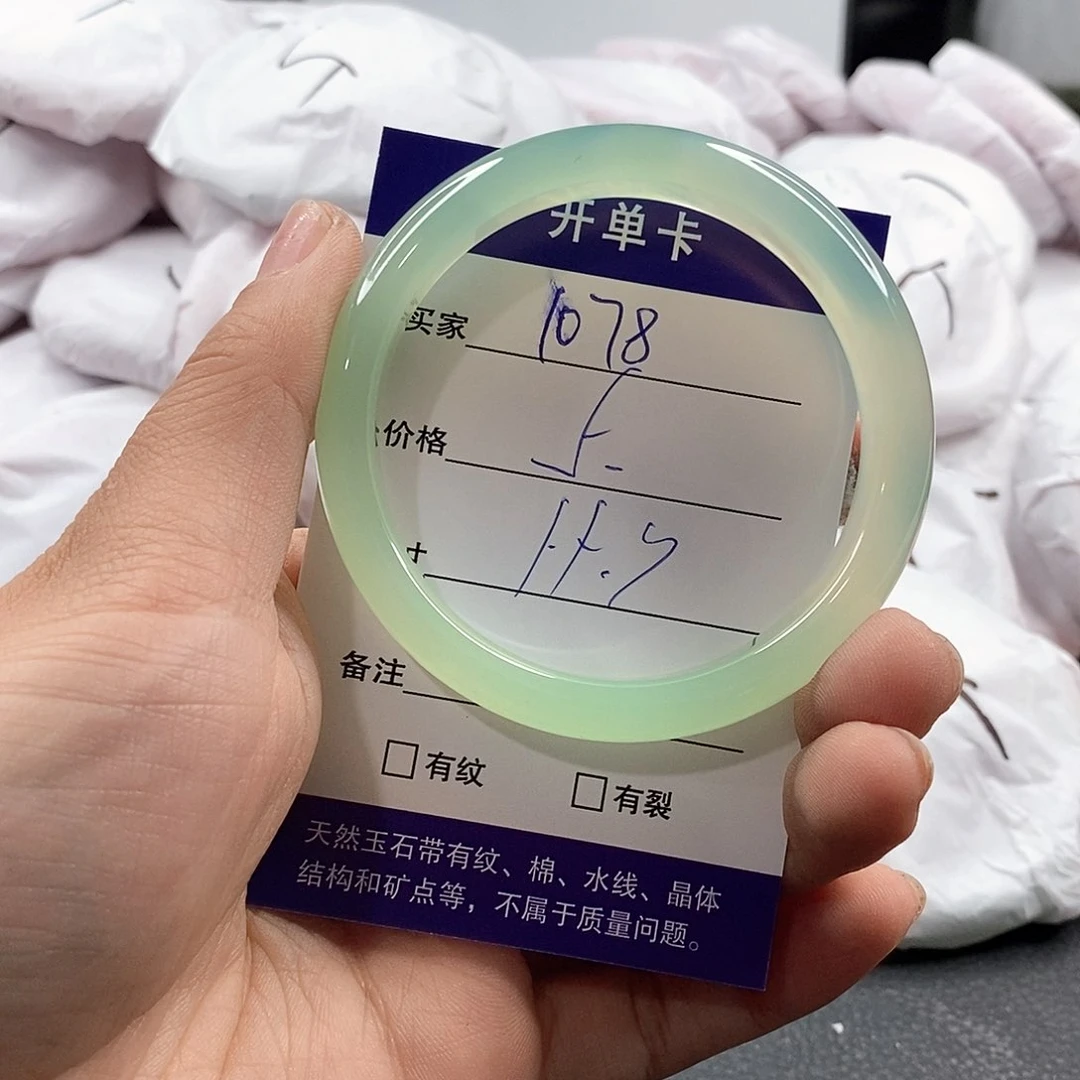 开单卡
买家 1078
价格 5-
寸
备注
有纹 有裂
天然玉石带有纹、棉、水线、晶体
结构和矿点等，不属于质量问题。